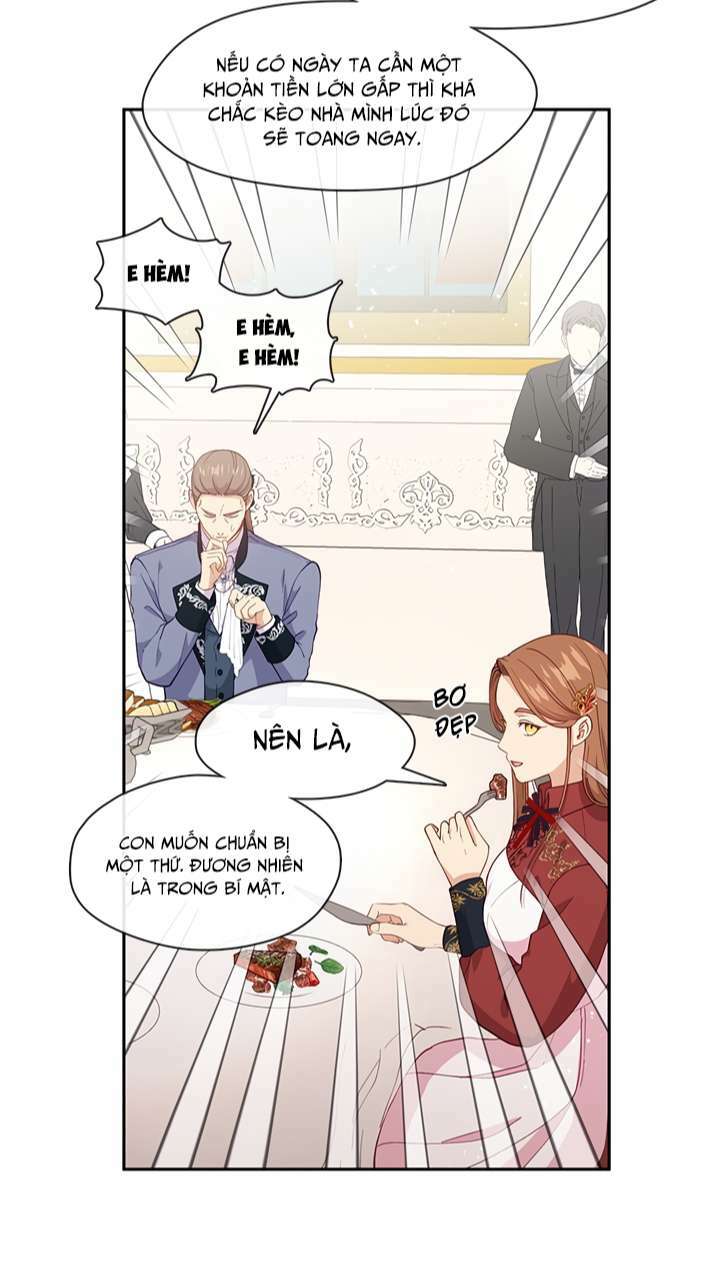 NẾU CÓ NGÀY TA CẦN MỘT
KHOẢN TIỀN LỚN GẤP THÌ KHÁ
CHẮC KÈO NHÀ MÌNH LÚC ĐÓ
SẼ TOANG NGAY.
E HÈM!
E HÈM,
E HÈM!
BƠ
ĐẸP
NÊN LÀ,
CON MUỐN CHUẨN BỊ
MỘT THỨ. ĐƯƠNG NHIÊN
LÀ TRONG BÍ MẬT.